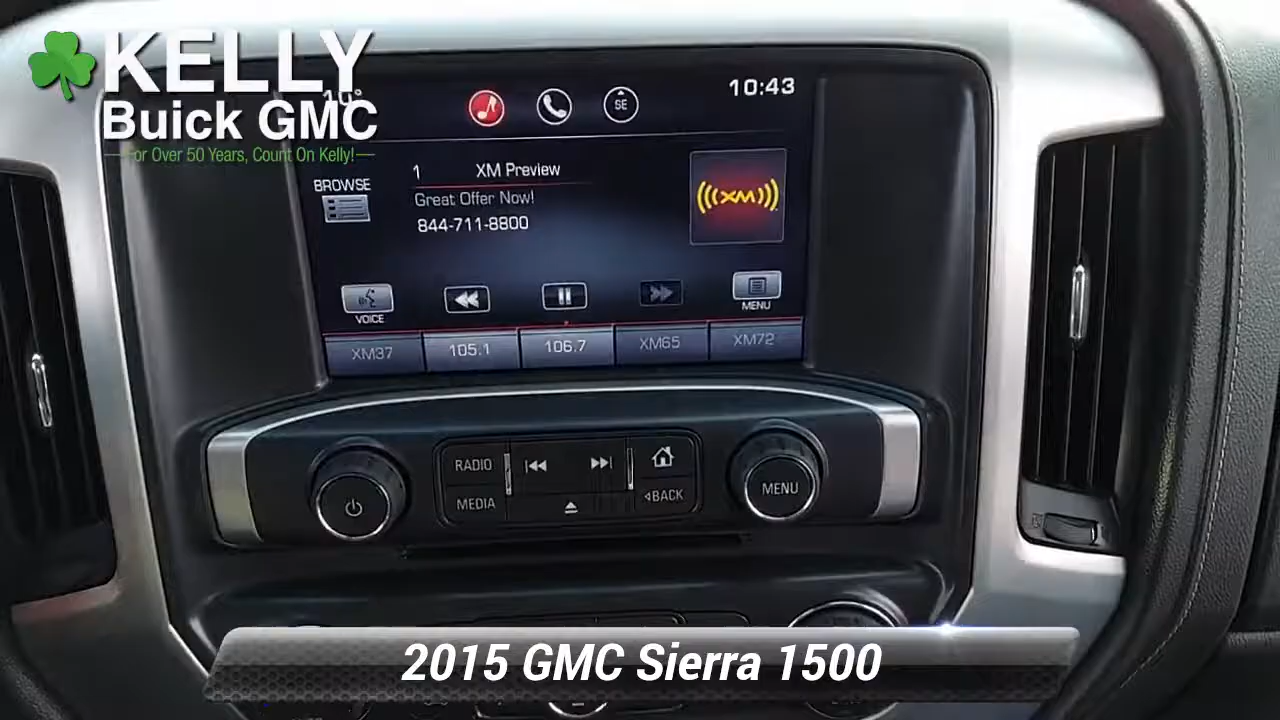 KELLY
Buick GMC
For Over 50 Years, Count On Kelly!
10:43
SE
1 XM Preview
BROWSE
Great Offer Now!
844-711-8800
XM
VOICE
MENU
XM37 105.1 106.7 XM65 XM72
RADIO
MEDIA
BACK
MENU
2015 GMC Sierra 1500